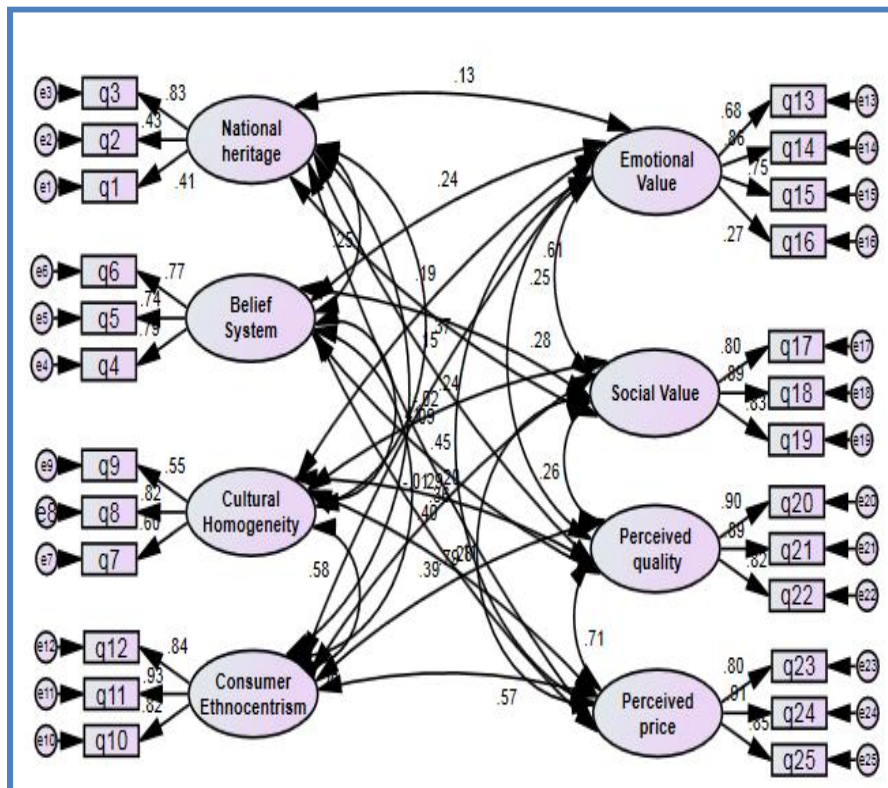 .13
e3 q3 .83
e2 q2 .43
e1 q1 .41
National
heritage
e6 q6 .77
e5 q5 .74
e4 q4 .79
Belief
System
e9 q9 .55
e8 q8 .82
e7 q7 .60
Cultural
Homogeneity
e12 q12 .84
e11 q11 .93
e10 q10 .82
Consumer
Ethnocentrism
Emotional
Value
.68 q13 e13
.86 q14 e14
.75 q15 e15
.27 q16 e16
Social Value
.80 q17 e17
.89 q18 e18
.83 q19 e19
Perceived
quality
.90 q20 e20
.89 q21 e21
.82 q22 e22
Perceived
price
.80 q23 e23
q24 e24
.85 q25 e25
.24
.25
.19
.61
.25
.28
.15
.24
.45
.26
.58
.39
.71
.57